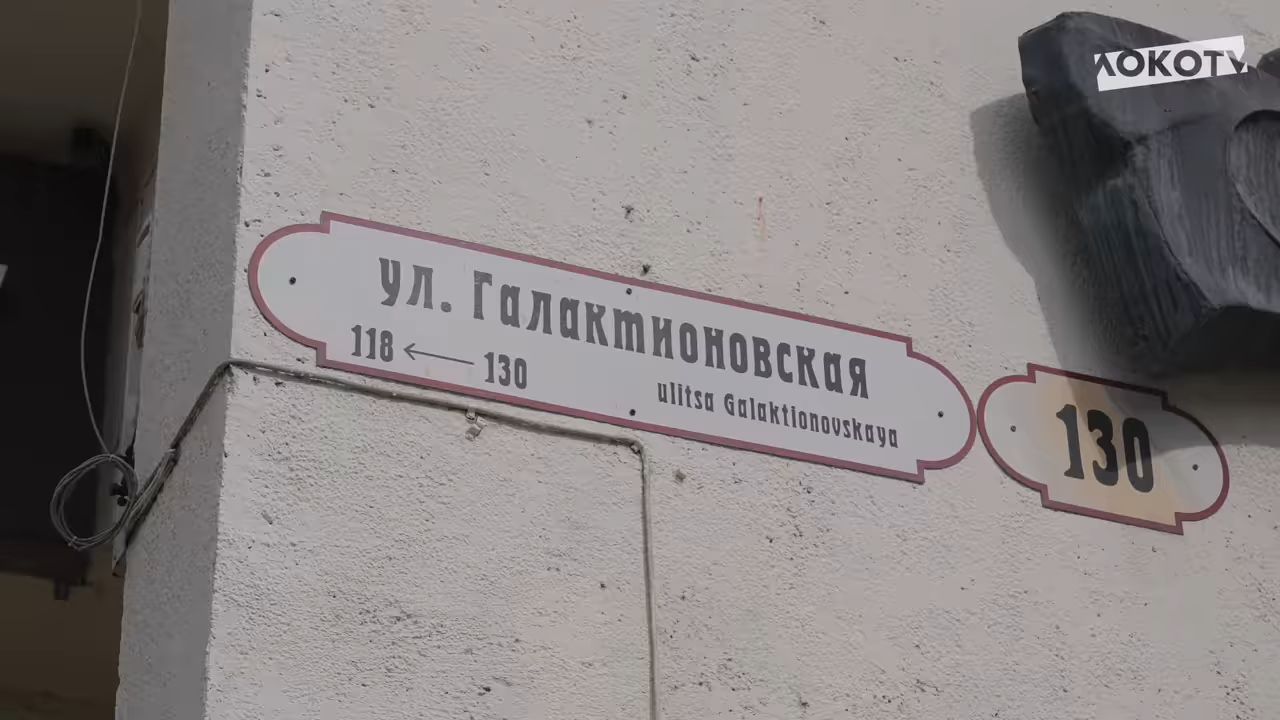 ЛОКОТV
ул. Галактионовская
118 ← 130
ulitsa Galaktionovskaya
130